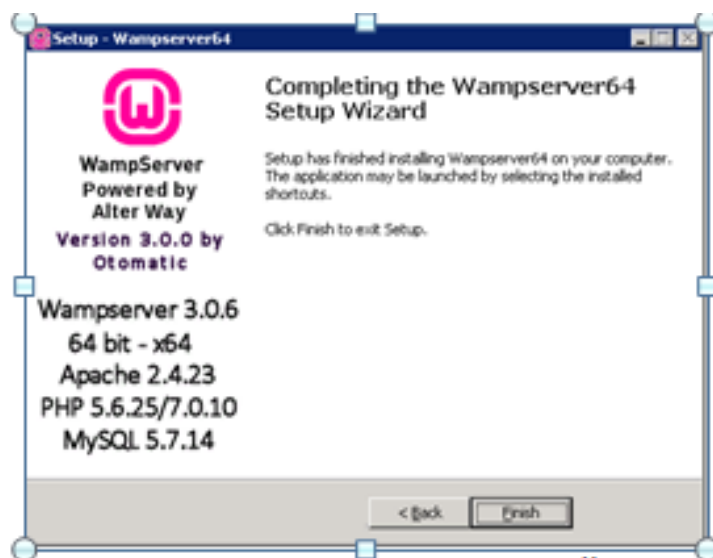 Setup - Wampserver64
WampServer
Powered by
Alter Way
Version 3.0.0 by
Otomatic
Wampserver 3.0.6
64 bit - x64
Apache 2.4.23
PHP 5.6.25/7.0.10
MySQL 5.7.14
Completing the Wampserver64
Setup Wizard
Setup has finished installing Wampserver64 on your computer.
The application may be launched by selecting the installed
shortcuts.
Click Finish to exit Setup.
< Back
Finish